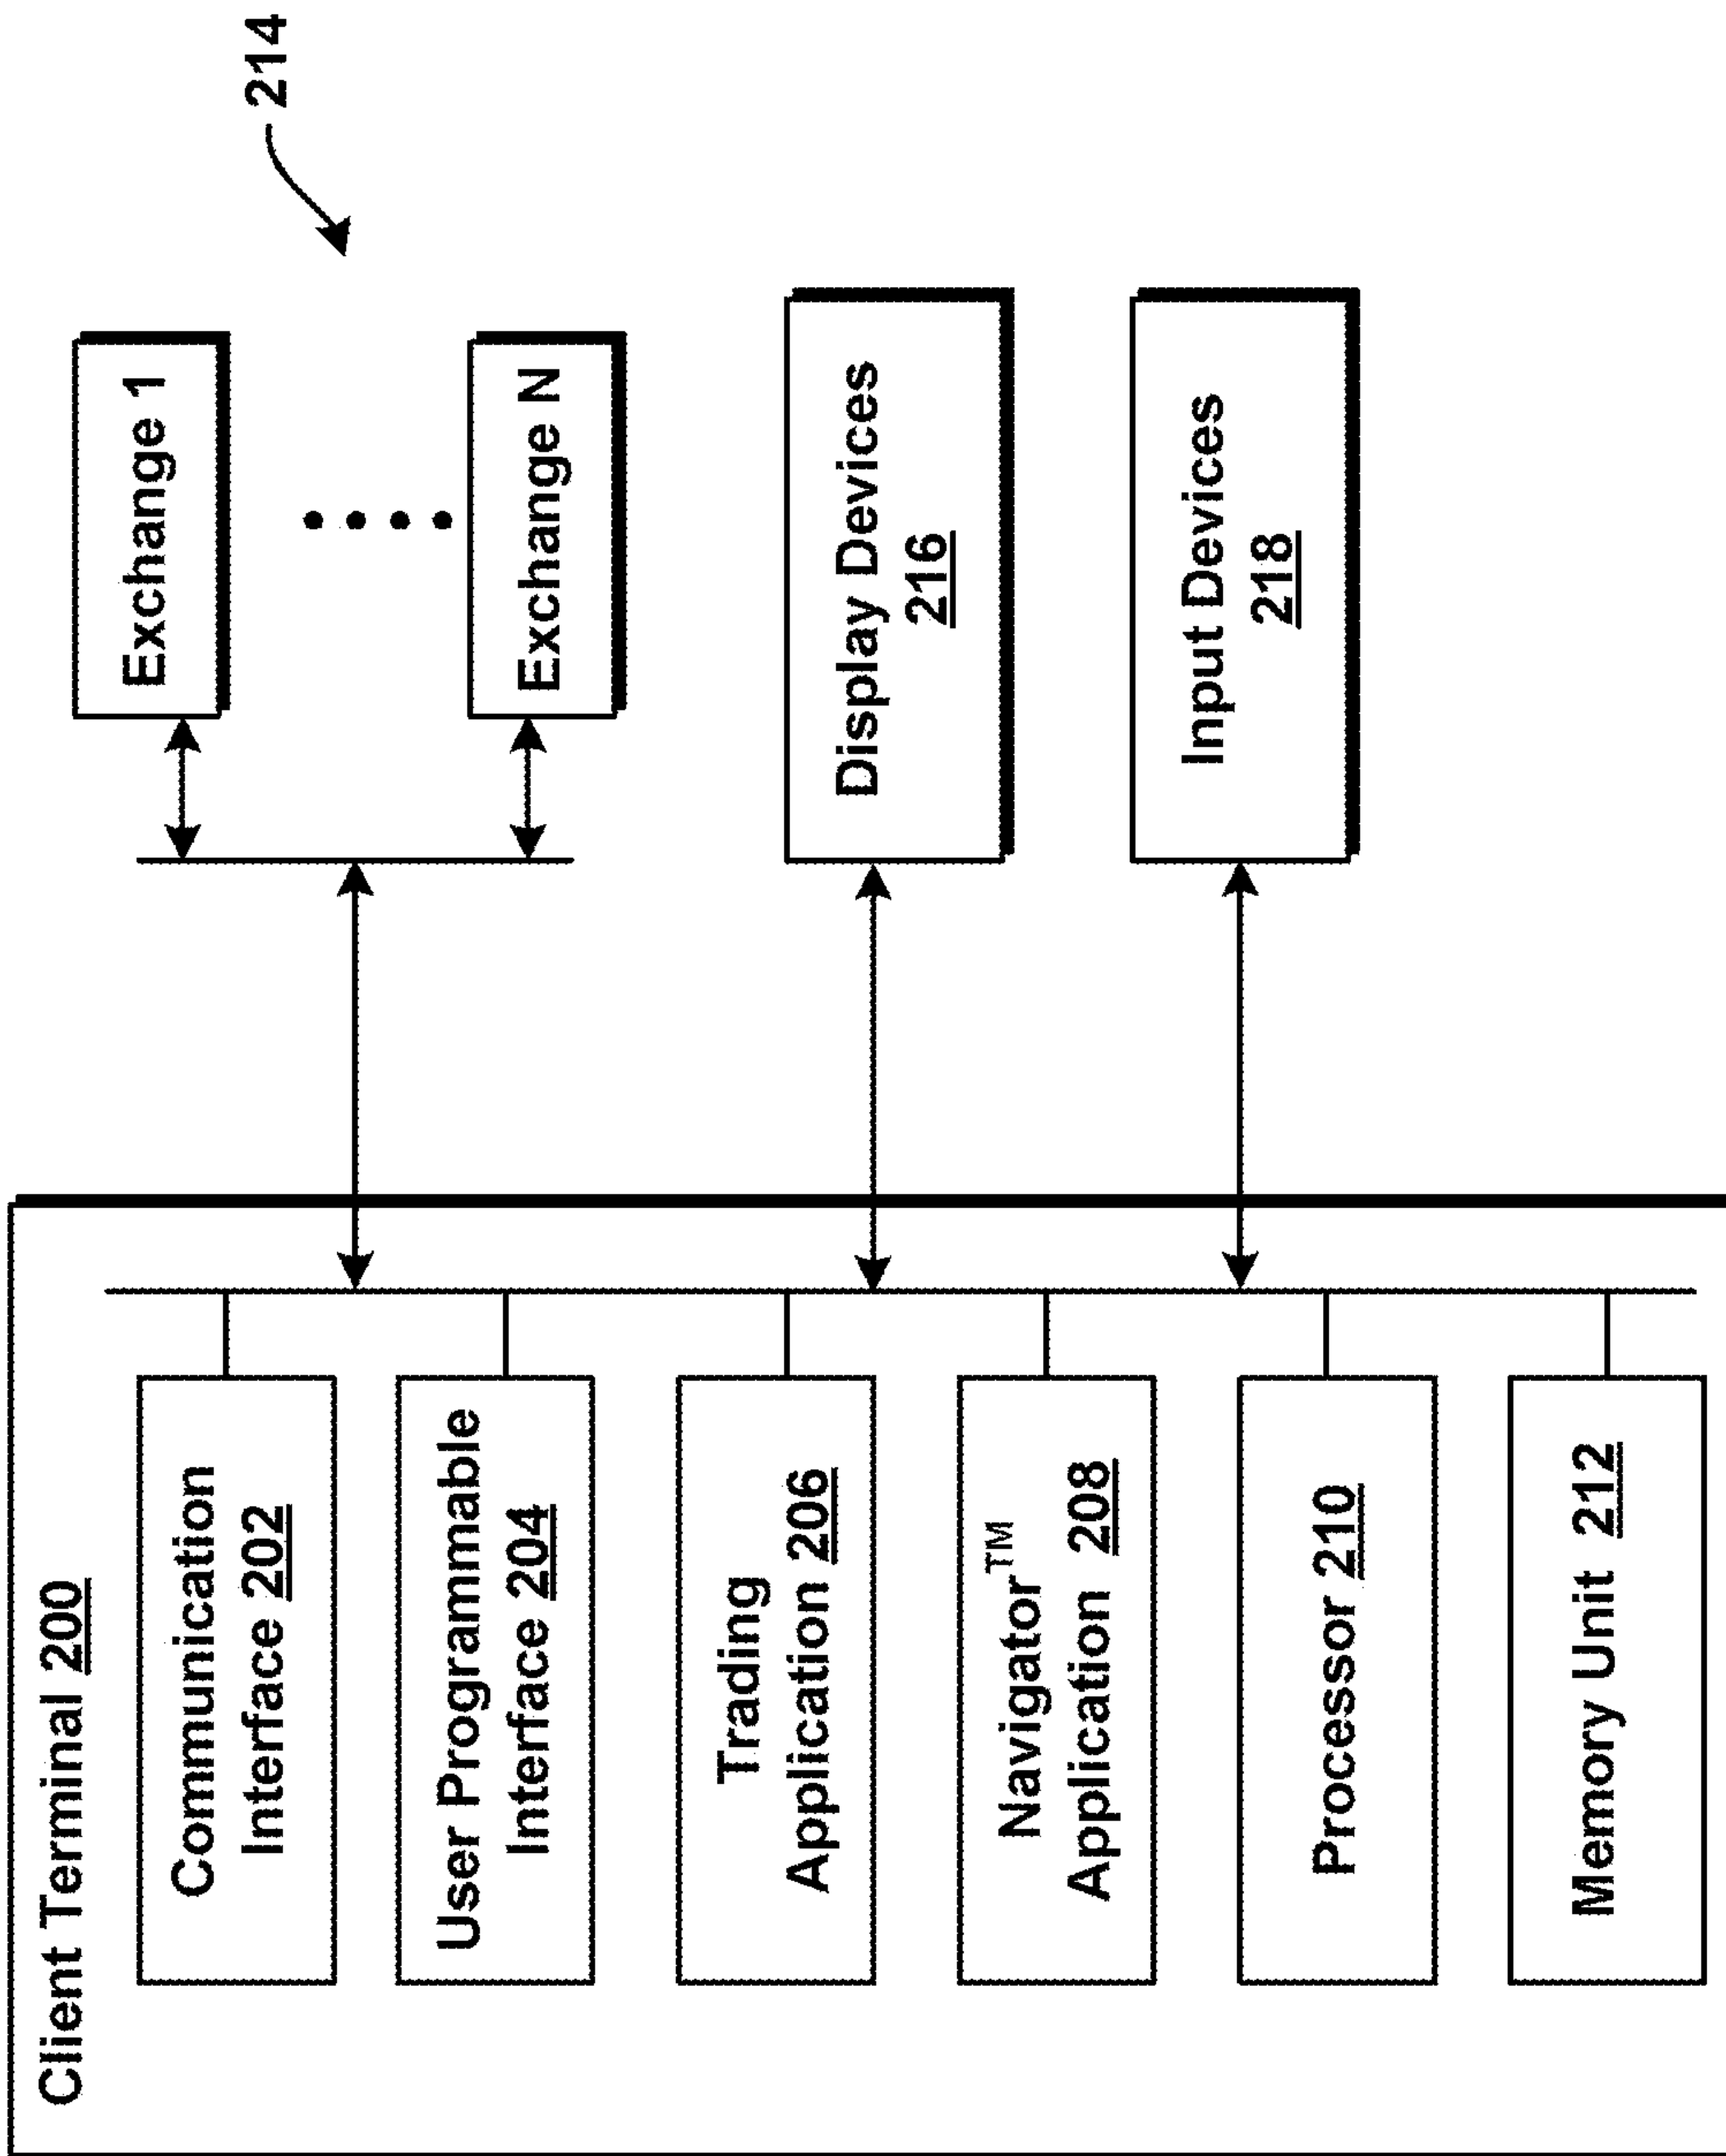 Client Terminal 200
Communication
Interface 202
User Programmable
Interface 204
Trading
Application 206
Navigator™
Application 208
Processor 210
Memory Unit 212
Exchange 1
Exchange N
214
Display Devices
216
Input Devices
218